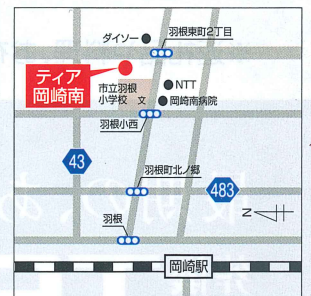 羽根東町2丁目
ダイソー
ティア
岡崎南
市立羽根
小学校 文
NTT
岡崎南病院
羽根小西
43
羽根町北ノ郷
483
羽根
N
岡崎駅